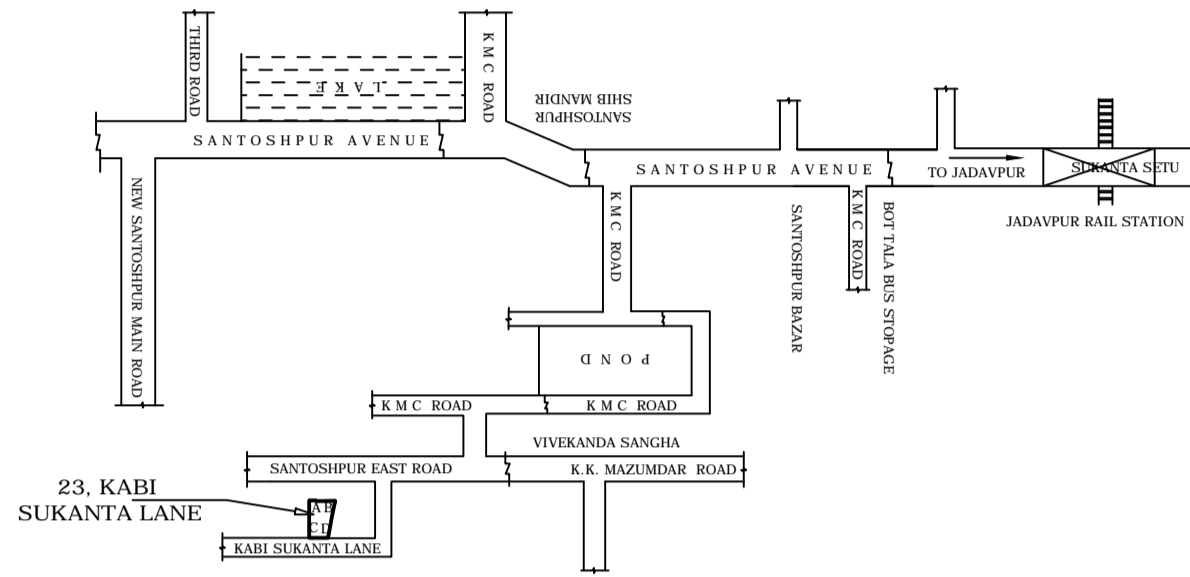 THIRD ROAD
LAKE
KMC ROAD
SANTOSHPUR
SHIB MANDIR
SANTOSHPUR AVENUE
SANTOSHPUR AVENUE
TO JADAVPUR
SUKANTA SETU
JADAVPUR RAIL STATION
NEW SANTOSHPUR MAIN ROAD
KMC ROAD
SANTOSHPUR BAZAR
KMC ROAD
BOT TALA BUS STOPAGE
POND
KMC ROAD
KMC ROAD
VIVEKANDA SANGHA
SANTOSHPUR EAST ROAD
K.K. MAZUMDAR ROAD
23, KABI
SUKANTA LANE
AB
CD
KABI SUKANTA LANE